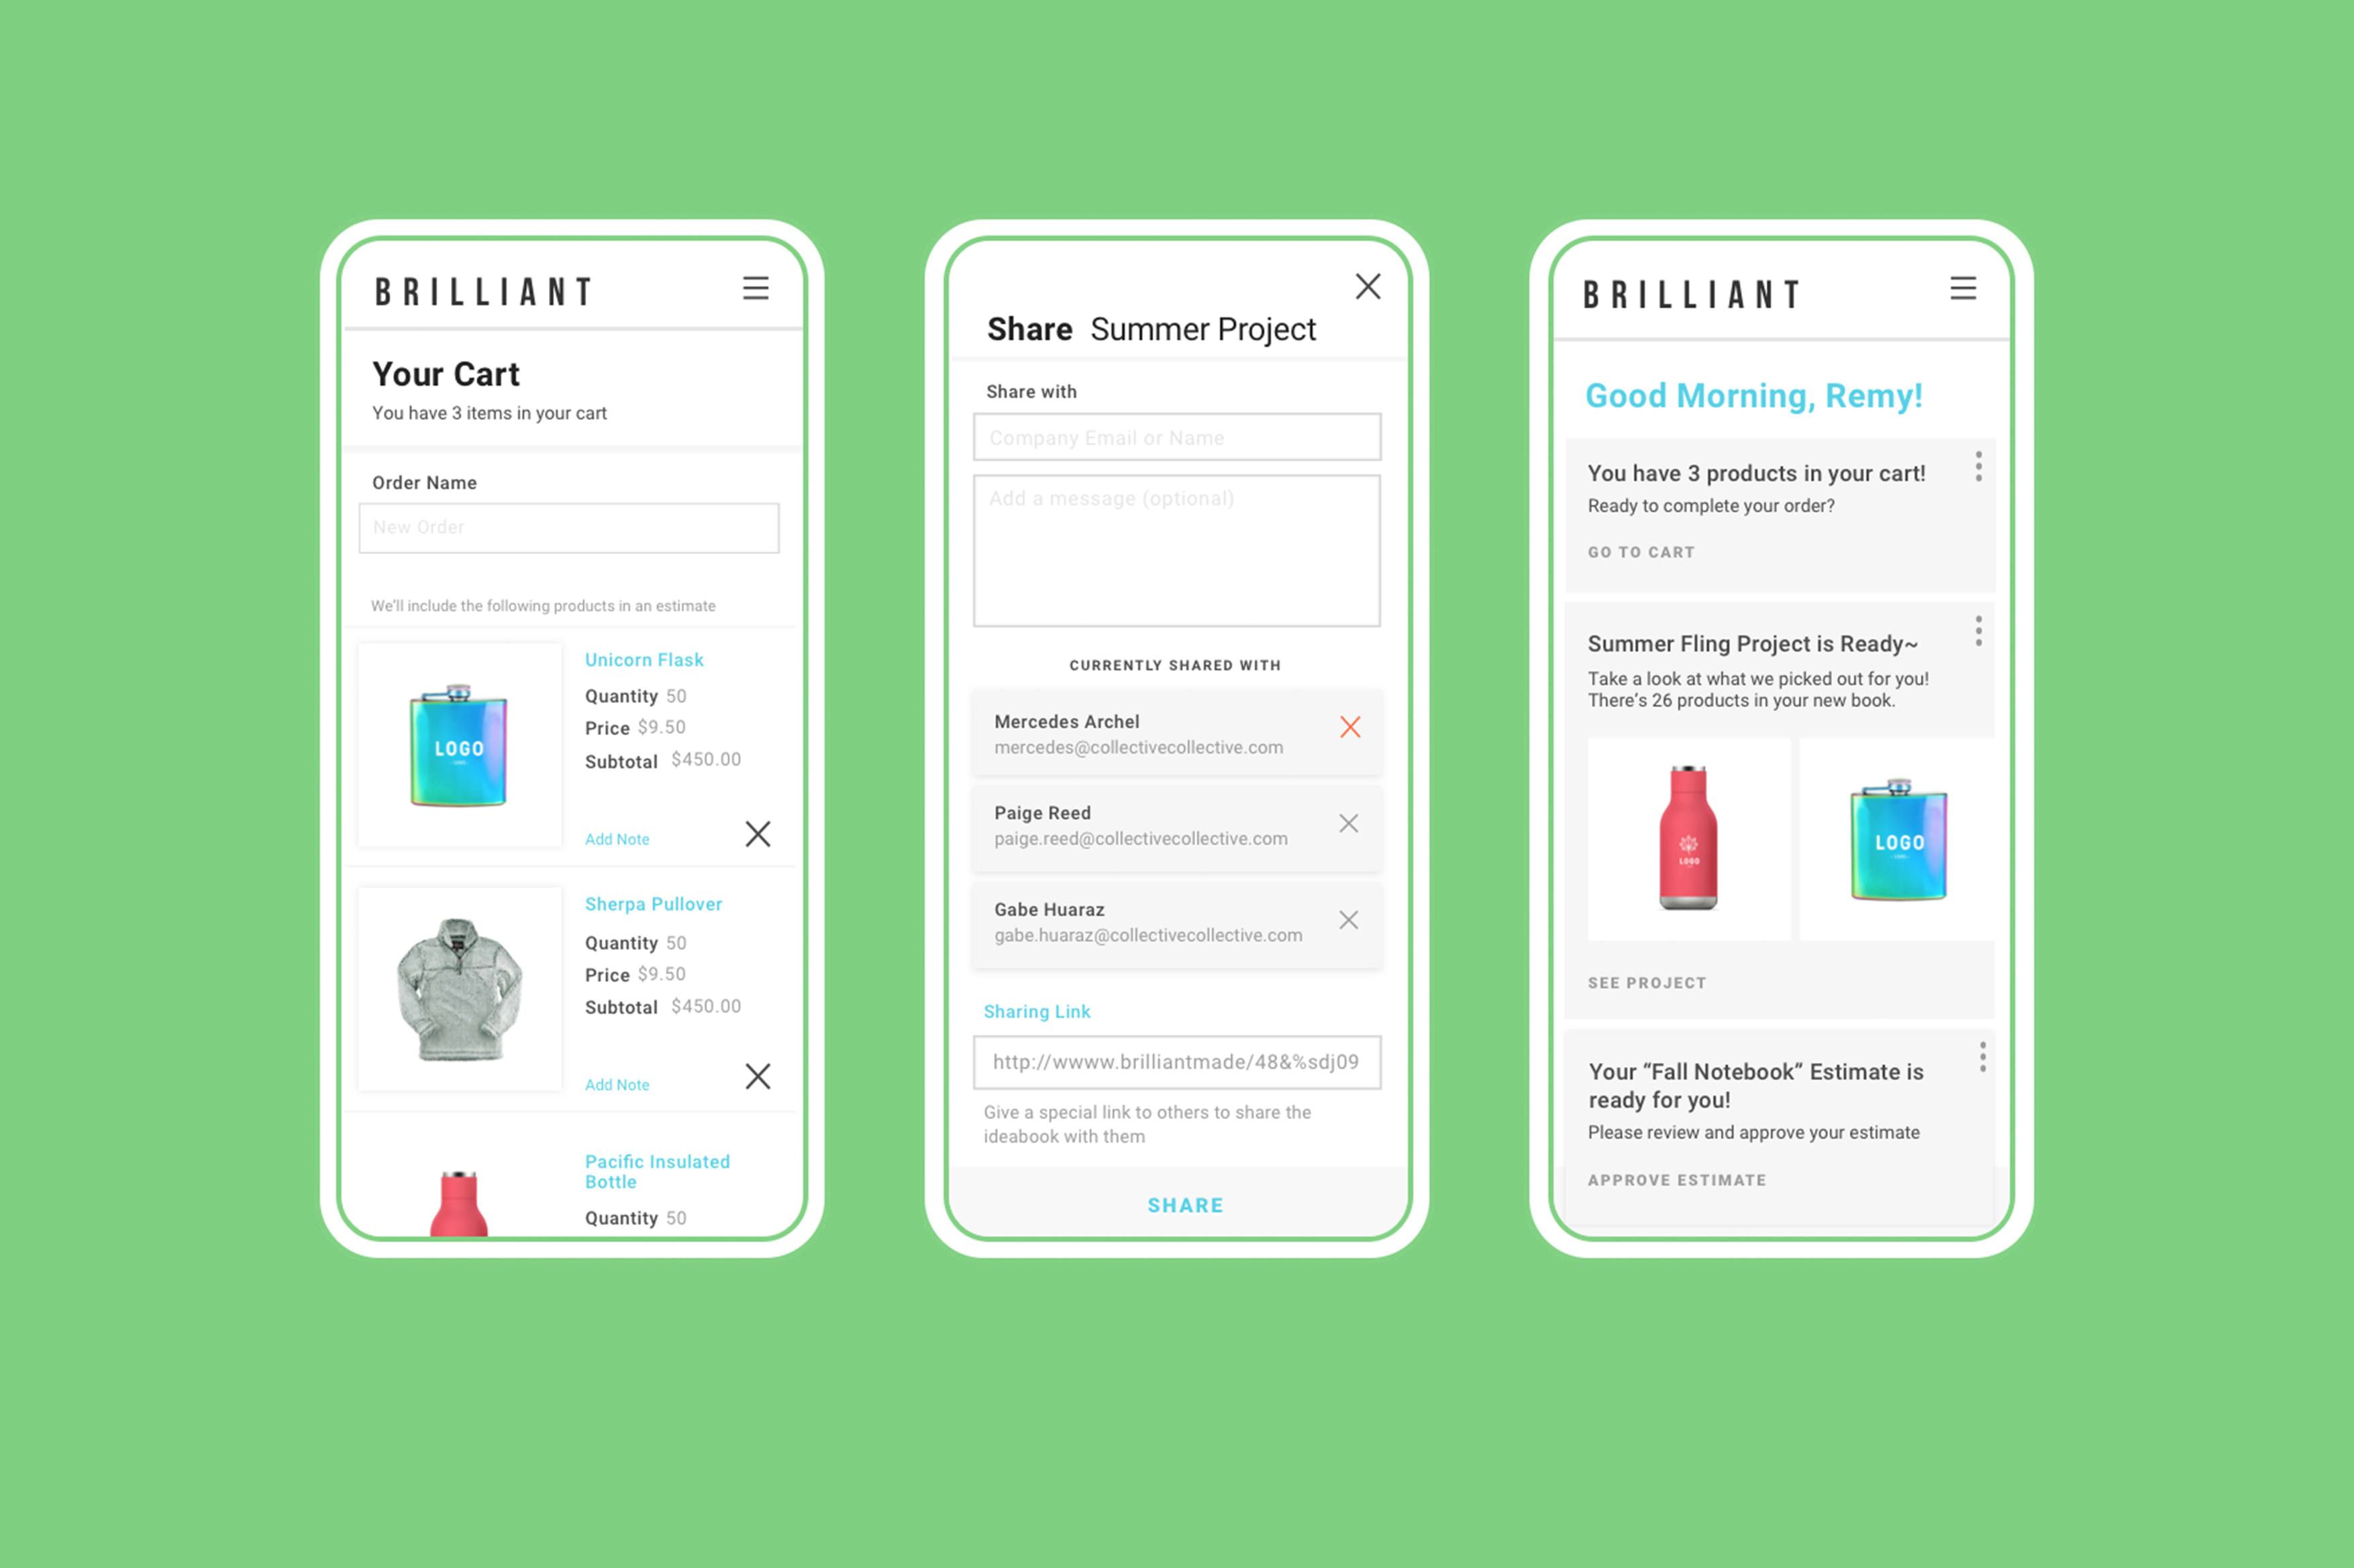 BRILLIANT
Your Cart
You have 3 items in your cart
Order Name
New Order
We'll include the following products in an estimate
LOGO
Unicorn Flask
Quantity 50
Price $9.50
Subtotal $450.00
Add Note
Sherpa Pullover
Quantity 50
Price $9.50
Subtotal $450.00
Add Note
Pacific Insulated
Bottle
Quantity 50
Share Summer Project
Share with
Company Email or Name
Add a message (optional)
CURRENTLY SHARED WITH
Mercedes Archel
mercedes@collectivecollective.com
Paige Reed
paige.reed@collectivecollective.com
Gabe Huaraz
gabe.huaraz@collectivecollective.com
Sharing Link
http://wwww.brilliantmade/48&%sdj09
Give a special link to others to share the
ideabook with them
SHARE
BRILLIANT
Good Morning, Remy!
You have 3 products in your cart!
Ready to complete your order?
GO TO CART
Summer Fling Project is Ready~
Take a look at what we picked out for you!
There's 26 products in your new book.
LOGO
LOGO
SEE PROJECT
Your “Fall Notebook” Estimate is
ready for you!
Please review and approve your estimate
APPROVE ESTIMATE